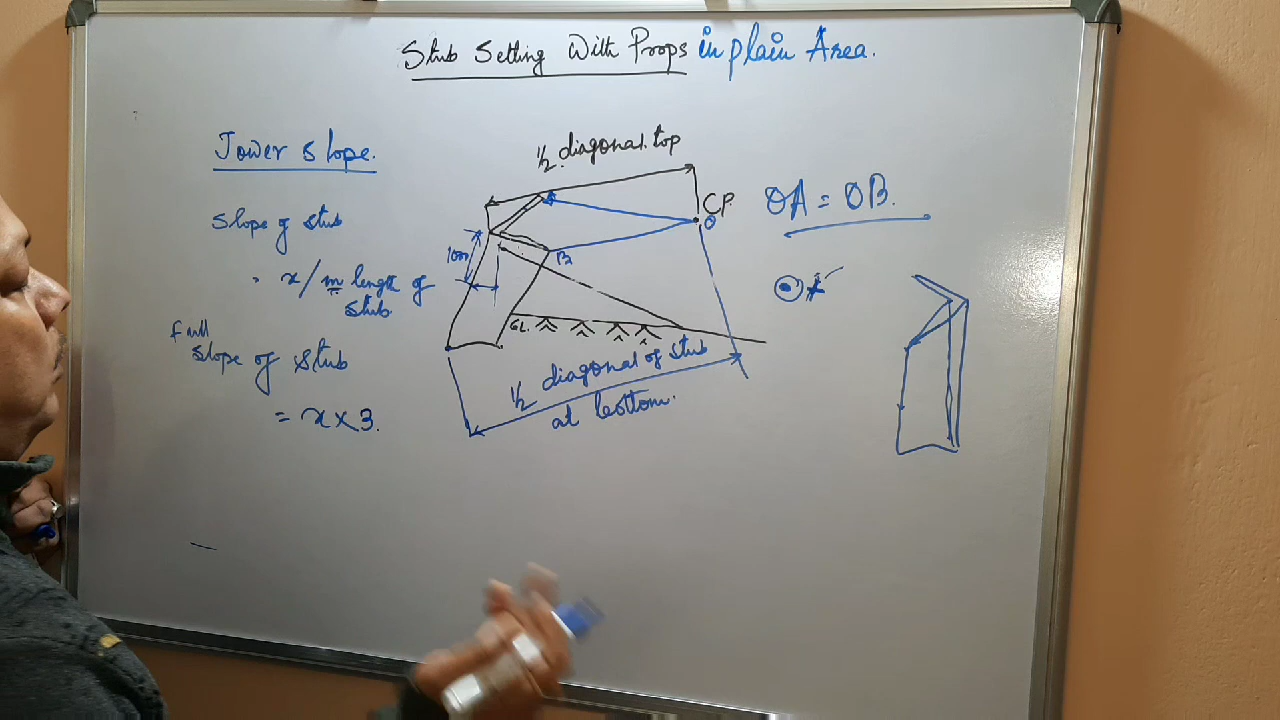 Stub Setting With Props in plain Area.
Tower slope.
slope of stub
= x/m length of
stub.
full
slope of stub
= x x 3.
1/2 diagonal top
CP
O
B
GL.
1/2 diagonal of stub
at bottom.
OA = OB.